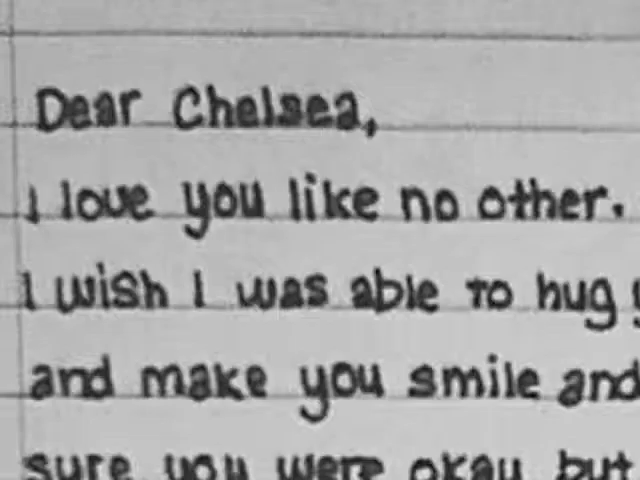 Dear Chelsea,
I love you like no other.
I wish I was able to hug
and make you smile and
sure you were okay but